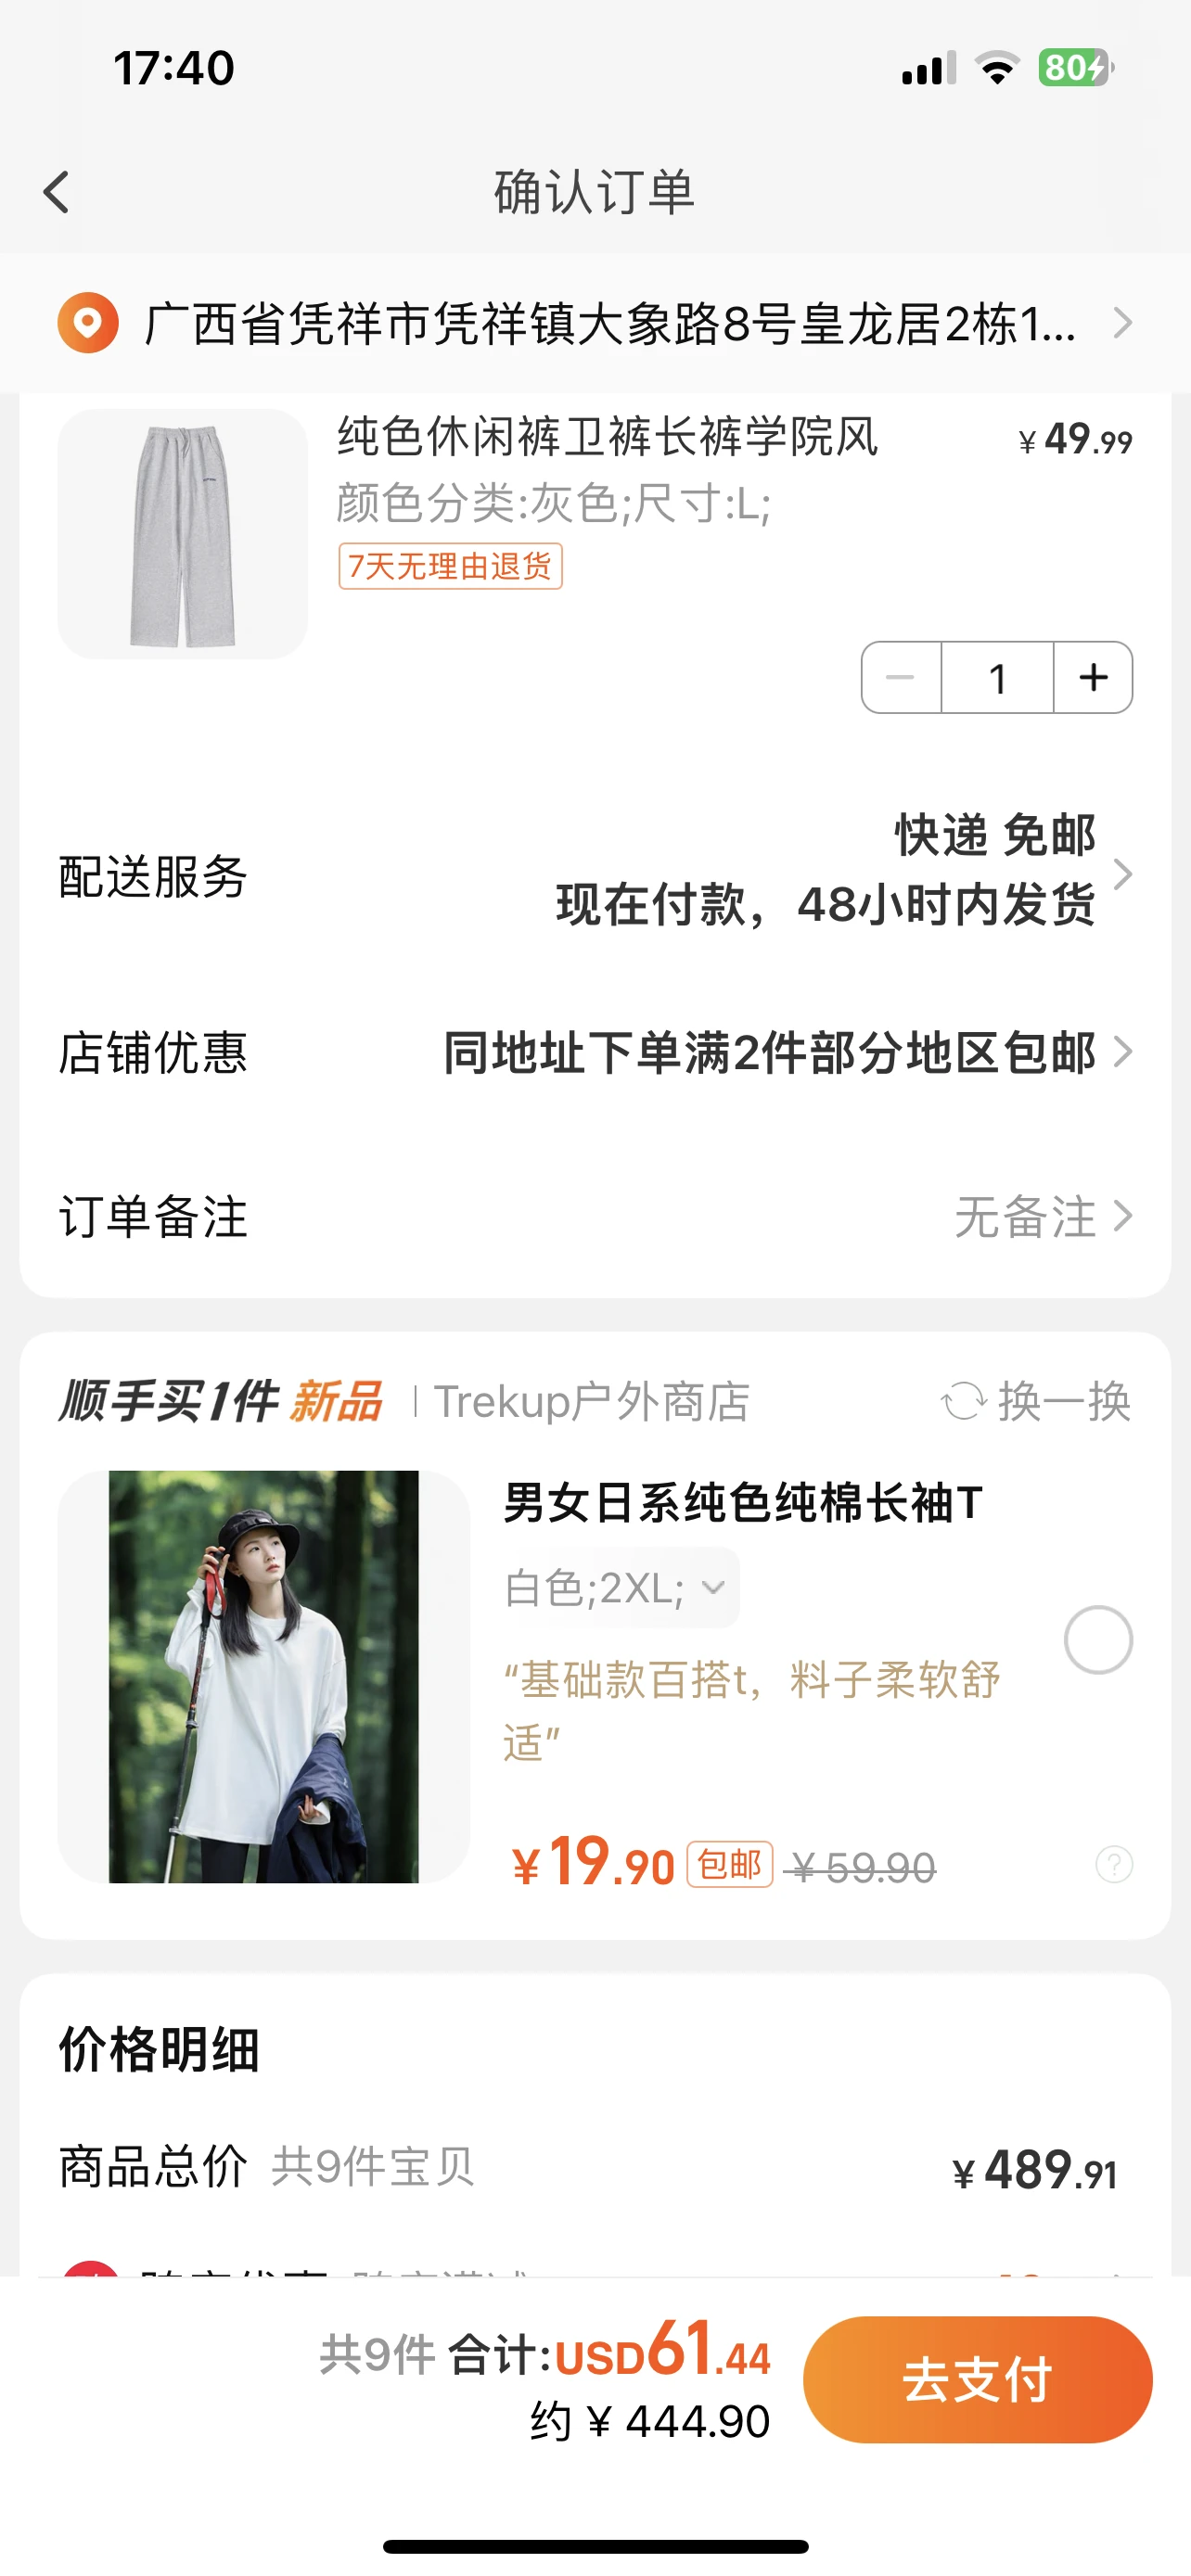 17:40
80
确认订单
广西省凭祥市凭祥镇大象路8号皇龙居2栋1...
纯色休闲裤卫裤长裤学院风 ¥49.99
颜色分类:灰色;尺寸:L;
7天无理由退货
1
快递 免邮
配送服务
现在付款，48小时内发货
店铺优惠 同地址下单满2件部分地区包邮
订单备注 无备注
顺手买1件 新品 Trekup户外商店 换一换
男女日系纯色纯棉长袖T
白色;2XL;
“基础款百搭t，料子柔软舒
适”
¥19.90 包邮 ¥59.90
价格明细
商品总价 共9件宝贝 ¥489.91
共9件 合计:USD61.44
约¥444.90
去支付